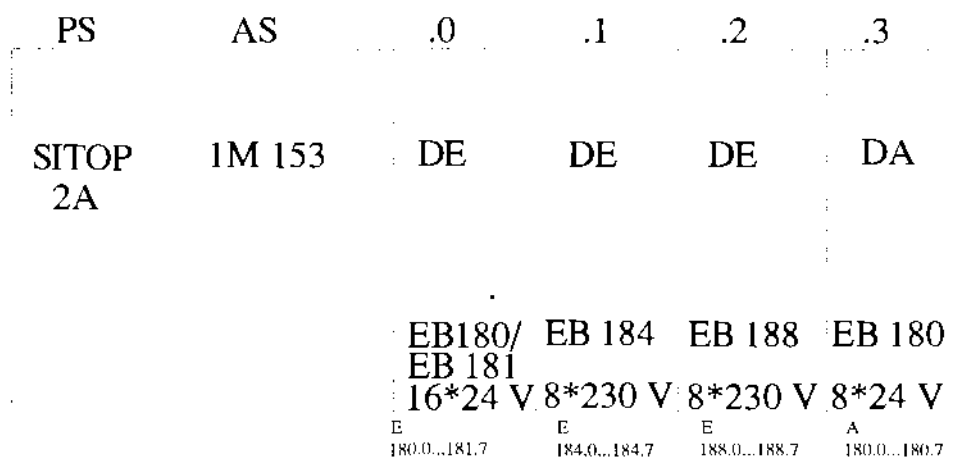 PS AS .0 .1 .2 .3
SITOP 1M 153 DE DE DE DA
2A
EB180/ EB 184 EB 188 EB 180
EB 181
16*24 V 8*230 V 8*230 V 8*24 V
E E E A
180.0...181.7 184.0...184.7 188.0...188.7 180.0...180.7